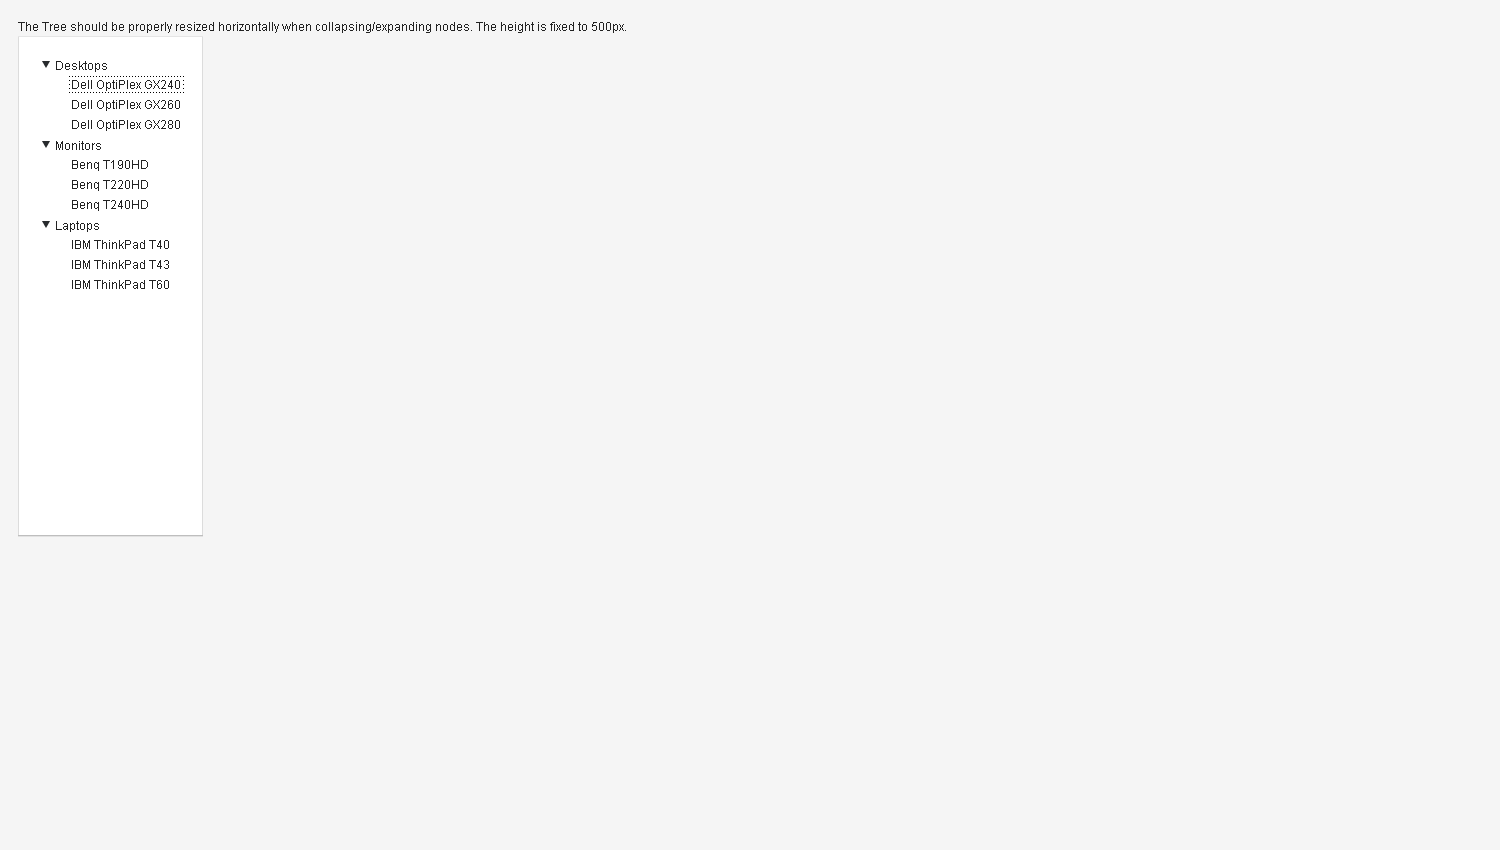 The Tree should be properly resized horizontally when collapsing/expanding nodes. The height is fixed to 500px.
Desktops
Dell OptiPlex GX240
Dell OptiPlex GX260
Dell OptiPlex GX280
Monitors
Benq T190HD
Benq T220HD
Benq T240HD
Laptops
IBM ThinkPad T40
IBM ThinkPad T43
IBM ThinkPad T60